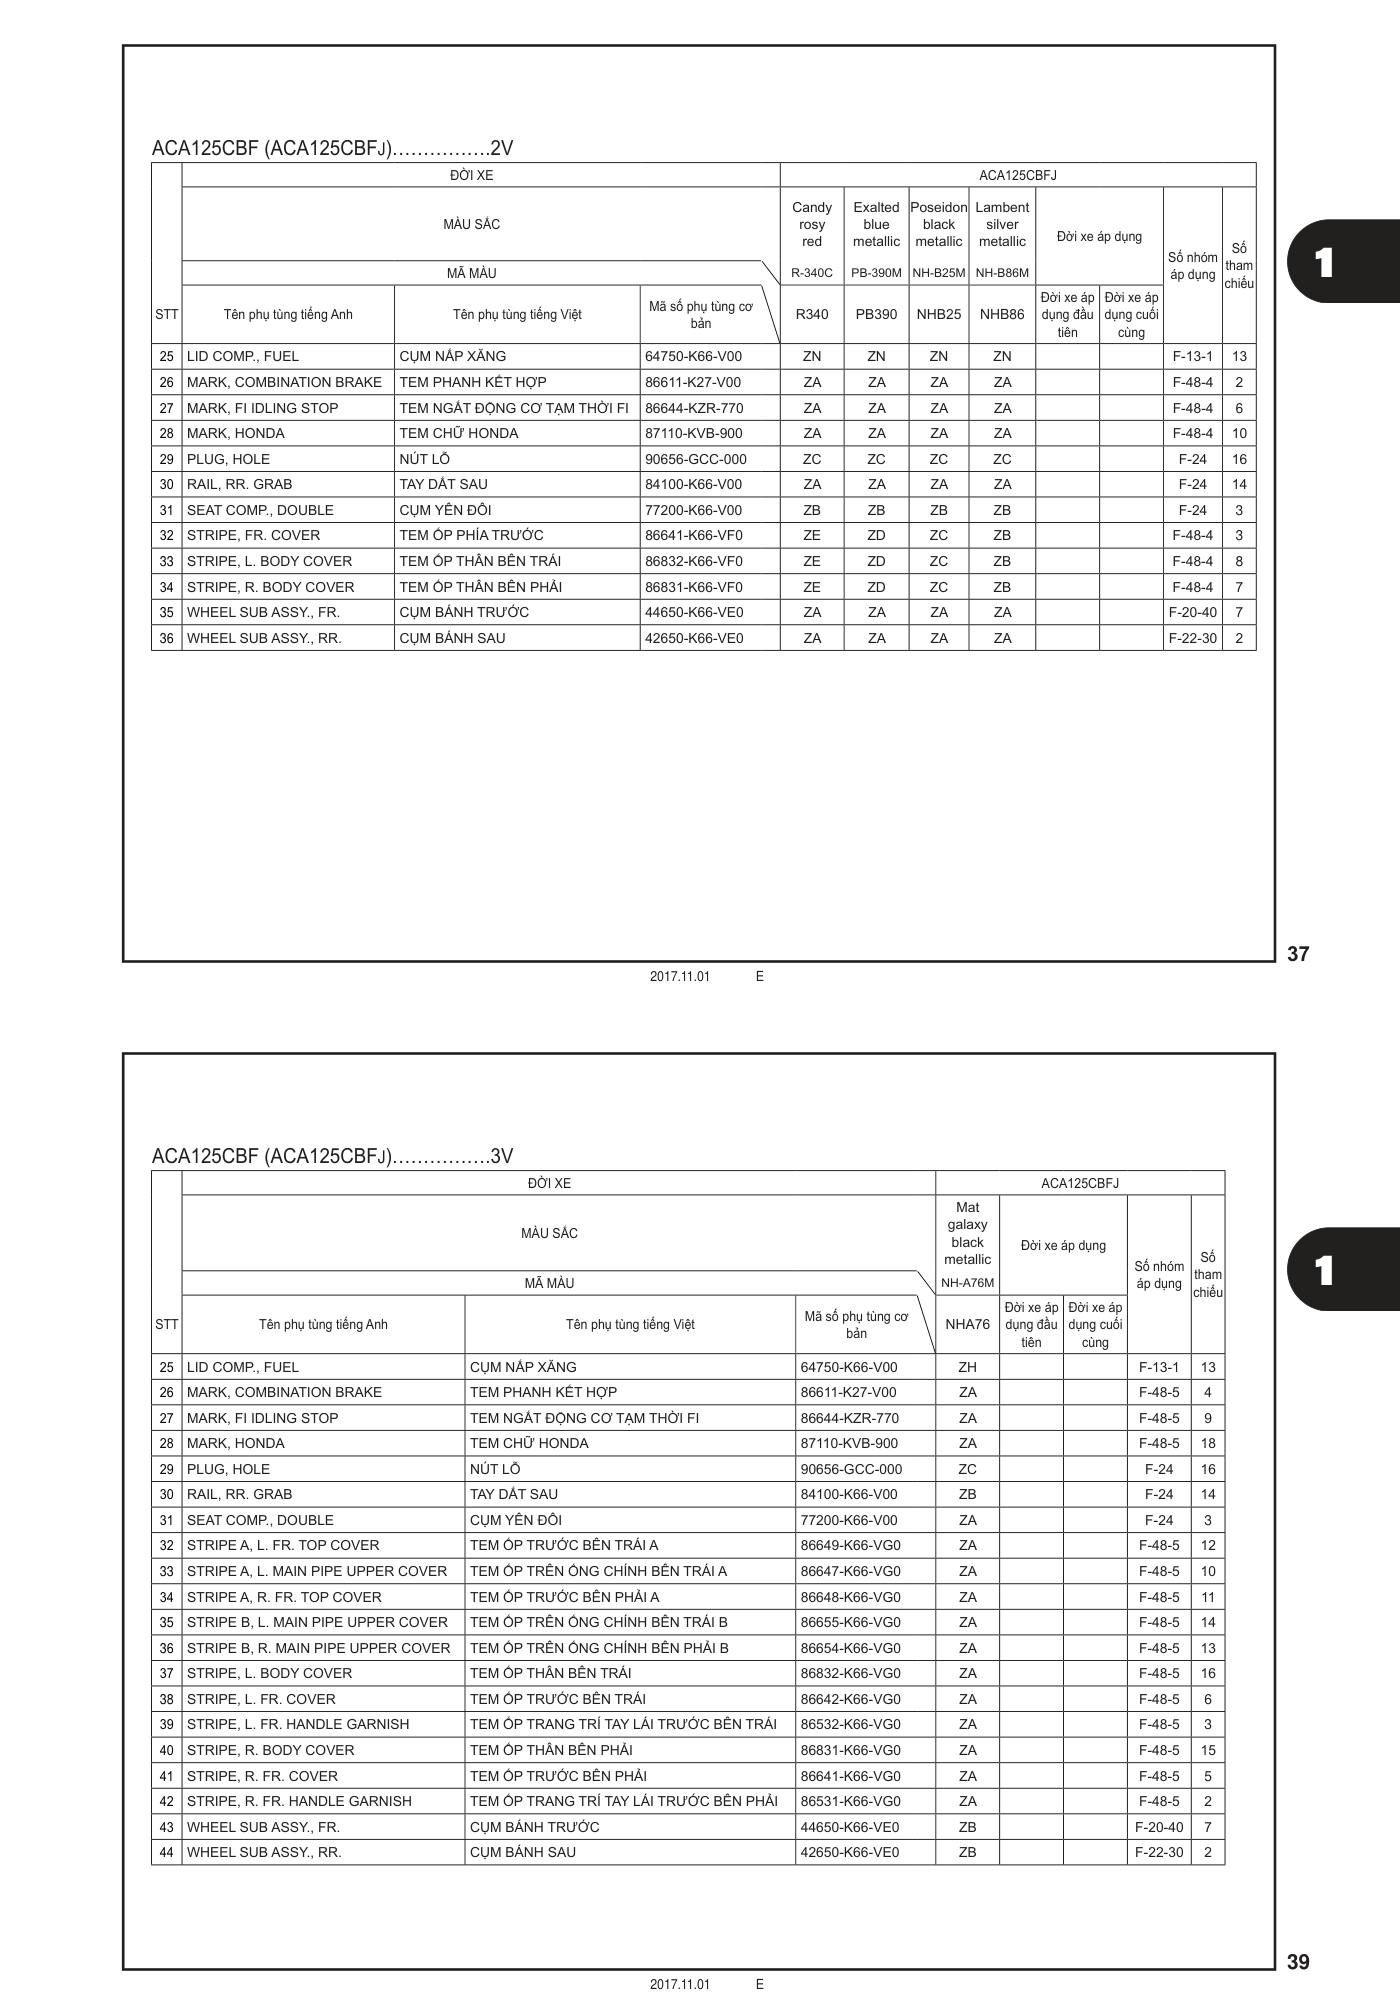 ACA125CBF (ACA125CBFJ)................2V
ĐỜI XE ACA125CBFJ
MÀU SẮC Candy rosy red Exalted blue metallic Poseidon black metallic Lambent silver metallic Đời xe áp dụng Số nhóm áp dụng Số tham chiếu
MÃ MÀU R-340C PB-390M NH-B25M NH-B86M
STT Tên phụ tùng tiếng Anh Tên phụ tùng tiếng Việt Mã số phụ tùng cơ bản R340 PB390 NHB25 NHB86 Đời xe áp dụng đầu tiên Đời xe áp dụng cuối cùng
25 LID COMP., FUEL CỤM NẮP XĂNG 64750-K66-V00 ZN ZN ZN ZN F-13-1 13
26 MARK, COMBINATION BRAKE TEM PHANH KẾT HỢP 86611-K27-V00 ZA ZA ZA ZA F-48-4 2
27 MARK, FI IDLING STOP TEM NGẮT ĐỘNG CƠ TẠM THỜI FI 86644-KZR-770 ZA ZA ZA ZA F-48-4 6
28 MARK, HONDA TEM CHỮ HONDA 87110-KVB-900 ZA ZA ZA ZA F-48-4 10
29 PLUG, HOLE NÚT LỖ 90656-GCC-000 ZC ZC ZC ZC F-24 16
30 RAIL, RR. GRAB TAY DẮT SAU 84100-K66-V00 ZA ZA ZA ZA F-24 14
31 SEAT COMP., DOUBLE CỤM YÊN ĐÔI 77200-K66-V00 ZB ZB ZB ZB F-24 3
32 STRIPE, FR. COVER TEM ỐP PHÍA TRƯỚC 86641-K66-VF0 ZE ZD ZC ZB F-48-4 3
33 STRIPE, L. BODY COVER TEM ỐP THÂN BÊN TRÁI 86832-K66-VF0 ZE ZD ZC ZB F-48-4 8
34 STRIPE, R. BODY COVER TEM ỐP THÂN BÊN PHẢI 86831-K66-VF0 ZE ZD ZC ZB F-48-4 7
35 WHEEL SUB ASSY., FR. CỤM BÁNH TRƯỚC 44650-K66-VE0 ZA ZA ZA ZA F-20-40 7
36 WHEEL SUB ASSY., RR. CỤM BÁNH SAU 42650-K66-VE0 ZA ZA ZA ZA F-22-30 2
1
37
2017.11.01 E
ACA125CBF (ACA125CBFJ)................3V
ĐỜI XE ACA125CBFJ
MÀU SẮC Mat galaxy black metallic Đời xe áp dụng Số nhóm áp dụng Số tham chiếu
MÃ MÀU NH-A76M
STT Tên phụ tùng tiếng Anh Tên phụ tùng tiếng Việt Mã số phụ tùng cơ bản NHA76 Đời xe áp dụng đầu tiên Đời xe áp dụng cuối cùng
25 LID COMP., FUEL CỤM NẮP XĂNG 64750-K66-V00 ZH F-13-1 13
26 MARK, COMBINATION BRAKE TEM PHANH KẾT HỢP 86611-K27-V00 ZA F-48-5 4
27 MARK, FI IDLING STOP TEM NGẮT ĐỘNG CƠ TẠM THỜI FI 86644-KZR-770 ZA F-48-5 9
28 MARK, HONDA TEM CHỮ HONDA 87110-KVB-900 ZA F-48-5 18
29 PLUG, HOLE NÚT LỖ 90656-GCC-000 ZC F-24 16
30 RAIL, RR. GRAB TAY DẮT SAU 84100-K66-V00 ZB F-24 14
31 SEAT COMP., DOUBLE CỤM YÊN ĐÔI 77200-K66-V00 ZA F-24 3
32 STRIPE A, L. FR. TOP COVER TEM ỐP TRƯỚC BÊN TRÁI A 86649-K66-VG0 ZA F-48-5 12
33 STRIPE A, L. MAIN PIPE UPPER COVER TEM ỐP TRÊN ỐNG CHÍNH BÊN TRÁI A 86647-K66-VG0 ZA F-48-5 10
34 STRIPE A, R. FR. TOP COVER TEM ỐP TRƯỚC BÊN PHẢI A 86648-K66-VG0 ZA F-48-5 11
35 STRIPE B, L. MAIN PIPE UPPER COVER TEM ỐP TRÊN ỐNG CHÍNH BÊN TRÁI B 86655-K66-VG0 ZA F-48-5 14
36 STRIPE B, R. MAIN PIPE UPPER COVER TEM ỐP TRÊN ỐNG CHÍNH BÊN PHẢI B 86654-K66-VG0 ZA F-48-5 13
37 STRIPE, L. BODY COVER TEM ỐP THÂN BÊN TRÁI 86832-K66-VG0 ZA F-48-5 16
38 STRIPE, L. FR. COVER TEM ỐP TRƯỚC BÊN TRÁI 86642-K66-VG0 ZA F-48-5 6
39 STRIPE, L. FR. HANDLE GARNISH TEM ỐP TRANG TRÍ TAY LÁI TRƯỚC BÊN TRÁI 86532-K66-VG0 ZA F-48-5 3
40 STRIPE, R. BODY COVER TEM ỐP THÂN BÊN PHẢI 86831-K66-VG0 ZA F-48-5 15
41 STRIPE, R. FR. COVER TEM ỐP TRƯỚC BÊN PHẢI 86641-K66-VG0 ZA F-48-5 5
42 STRIPE, R. FR. HANDLE GARNISH TEM ỐP TRANG TRÍ TAY LÁI TRƯỚC BÊN PHẢI 86531-K66-VG0 ZA F-48-5 2
43 WHEEL SUB ASSY., FR. CỤM BÁNH TRƯỚC 44650-K66-VE0 ZB F-20-40 7
44 WHEEL SUB ASSY., RR. CỤM BÁNH SAU 42650-K66-VE0 ZB F-22-30 2
1
39
2017.11.01 E